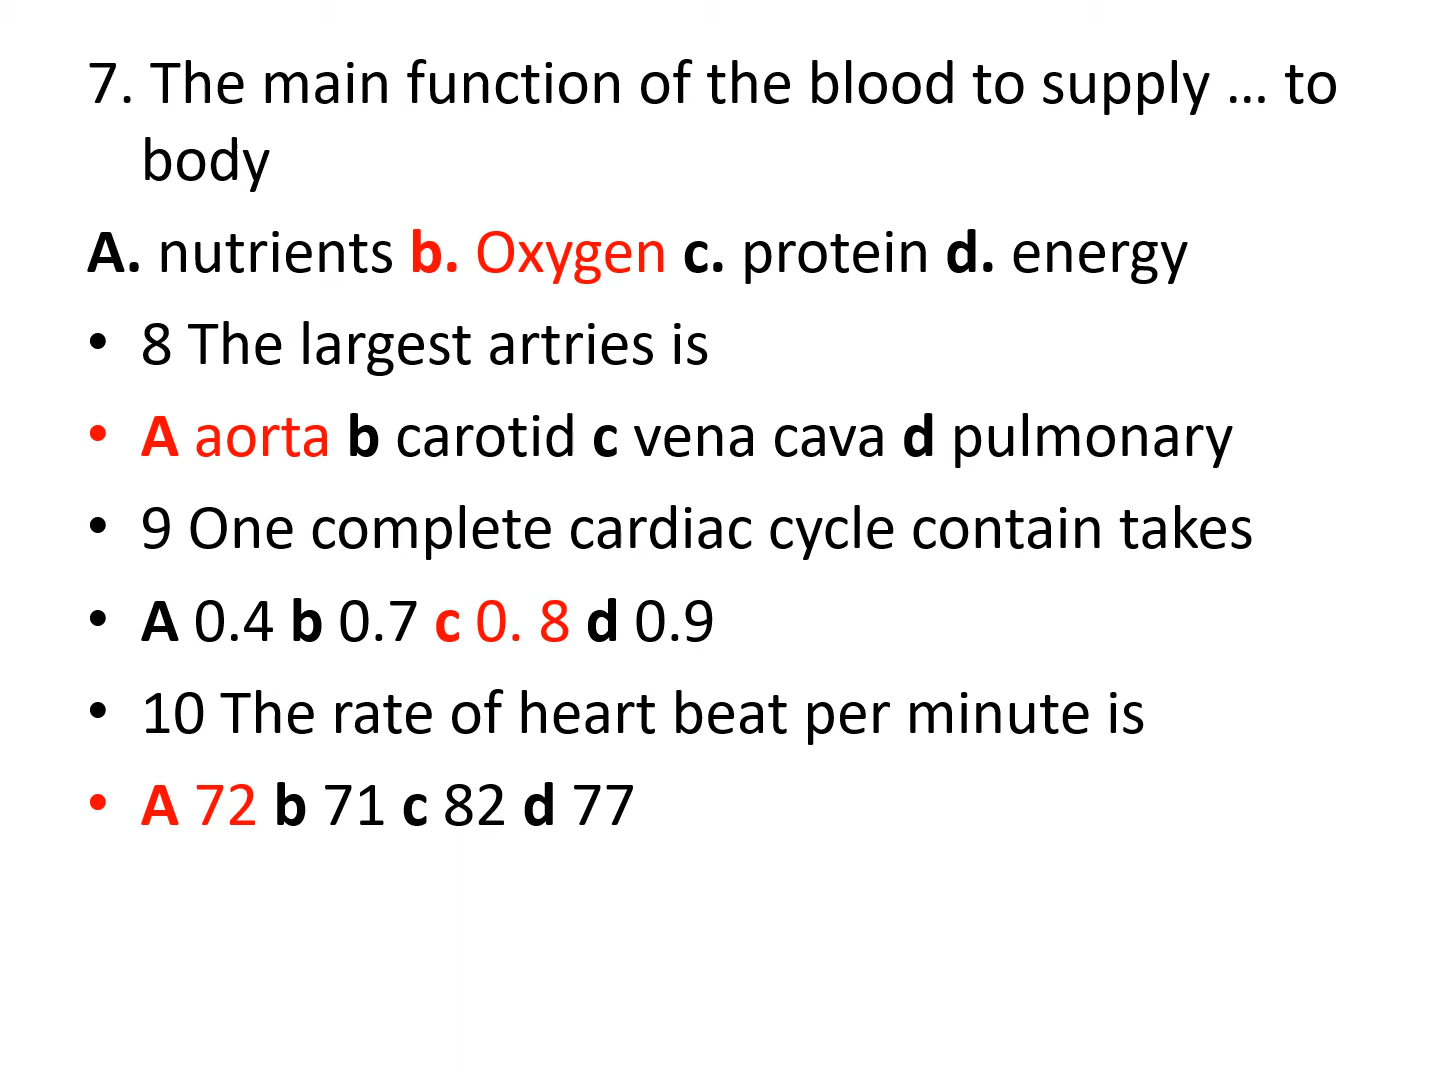 7. The main function of the blood to supply … to
body
A. nutrients b. Oxygen c. protein d. energy
• 8 The largest artries is
• A aorta b carotid c vena cava d pulmonary
• 9 One complete cardiac cycle contain takes
• A 0.4 b 0.7 c 0. 8 d 0.9
• 10 The rate of heart beat per minute is
• A 72 b 71 c 82 d 77